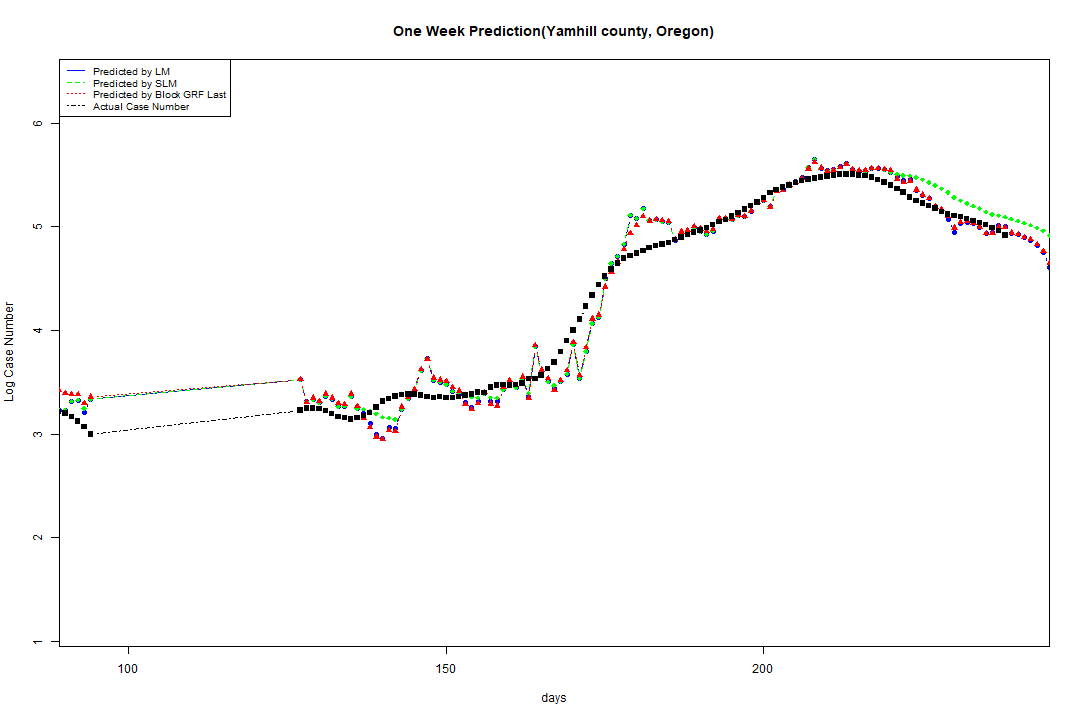 One Week Prediction(Yamhill county, Oregon)
Predicted by LM
Predicted by SLM
Predicted by Block GRF Last
Actual Case Number
6
5
4
3
2
1
Log Case Number
100 150 200
days